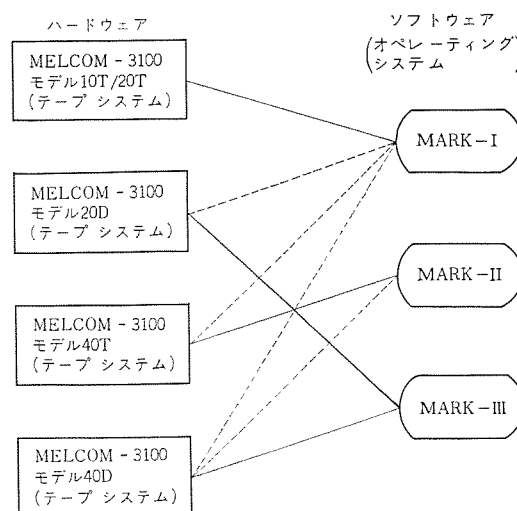 ハードウェア
MELCOM-3100
モデル10T/20T
(テープ システム)
MELCOM-3100
モデル20D
(テープ システム)
MELCOM-3100
モデル40T
(テープ システム)
MELCOM-3100
モデル40D
(テープ システム)
ソフトウェア
(オペレーティング
システム)
MARK-I
MARK-II
MARK-III